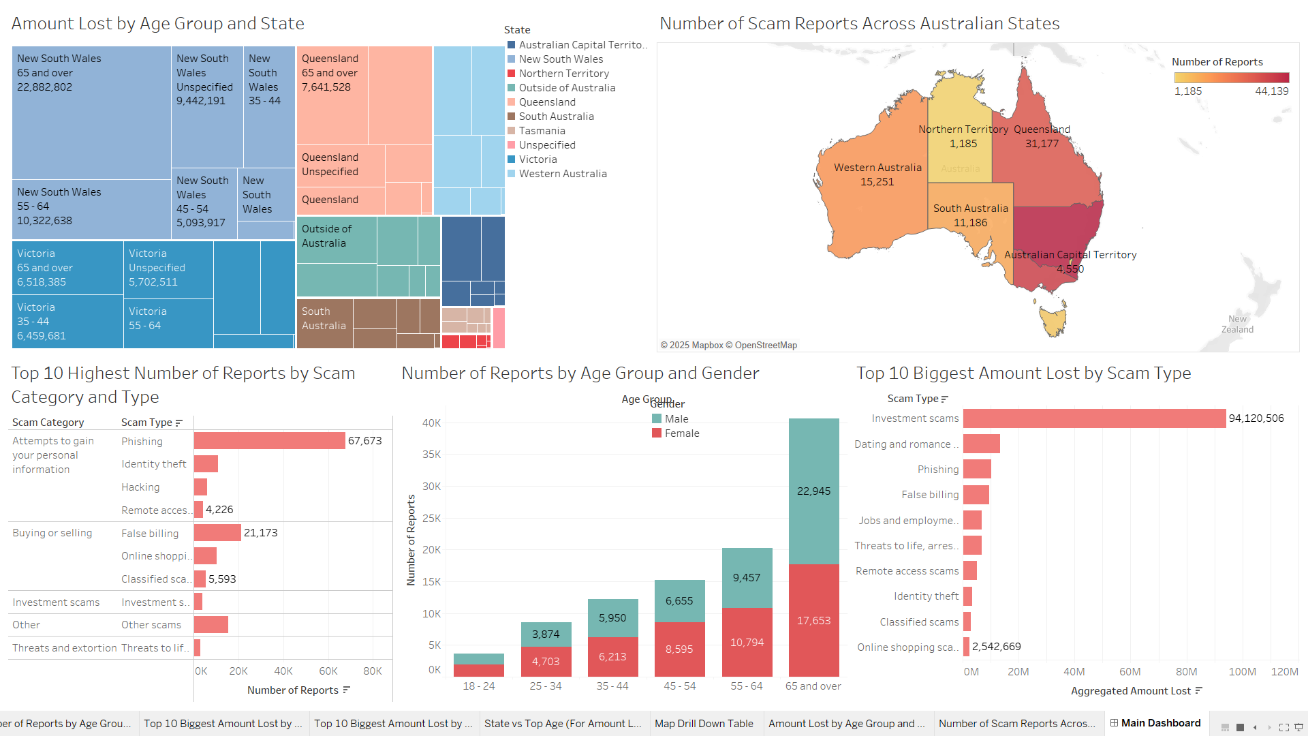 Amount Lost by Age Group and State
New South Wales
65 and over
22,882,802
New South
Wales
Unspecified
9,442,191
New
South
Wales
35 - 44
New South Wales
55 - 64
10,322,638
New South
Wales
45 - 54
5,093,917
New
South
Wales
Victoria
65 and over
6,518,385
Victoria
Unspecified
5,702,511
Victoria
35 - 44
6,459,681
Victoria
55 - 64
Queensland
65 and over
7,641,528
Queensland
Unspecified
Queensland
Outside of
Australia
South
Australia
State
Australian Capital Territo..
New South Wales
Northern Territory
Outside of Australia
Queensland
South Australia
Tasmania
Unspecified
Victoria
Western Australia
Number of Scam Reports Across Australian States
Number of Reports
1,185 44,139
Northern Territory
1,185
Queensland
31,177
Western Australia
15,251
Australia
South Australia
11,186
Australian Capital Territory
4,550
New
Zealand
© 2025 Mapbox © OpenStreetMap
Top 10 Highest Number of Reports by Scam
Category and Type
Scam Category Scam Type
Attempts to gain
your personal
information
Phishing 67,673
Identity theft
Hacking
Remote acces.. 4,226
Buying or selling False billing 21,173
Online shoppi..
Classified sca.. 5,593
Investment scams Investment s..
Other Other scams
Threats and extortion Threats to lif..
0K 20K 40K 60K 80K
Number of Reports
Number of Reports by Age Group and Gender
Age Group
Gender
Male
Female
Number of Reports
40K
35K
30K
25K
20K
15K
10K
5K
0K
3,874
4,703
5,950
6,213
6,655
8,595
9,457
10,794
22,945
17,653
18 - 24 25 - 34 35 - 44 45 - 54 55 - 64 65 and over
Top 10 Biggest Amount Lost by Scam Type
Scam Type
Investment scams 94,120,506
Dating and romance ..
Phishing
False billing
Jobs and employme..
Threats to life, arres..
Remote access scams
Identity theft
Classified scams
Online shopping sca.. 2,542,669
0M 20M 40M 60M 80M 100M 120M
Aggregated Amount Lost
er of Reports by Age Grou... Top 10 Biggest Amount Lost by ... Top 10 Biggest Amount Lost by ... State vs Top Age (For Amount L... Map Drill Down Table Amount Lost by Age Group and ... Number of Scam Reports Acros... Main Dashboard